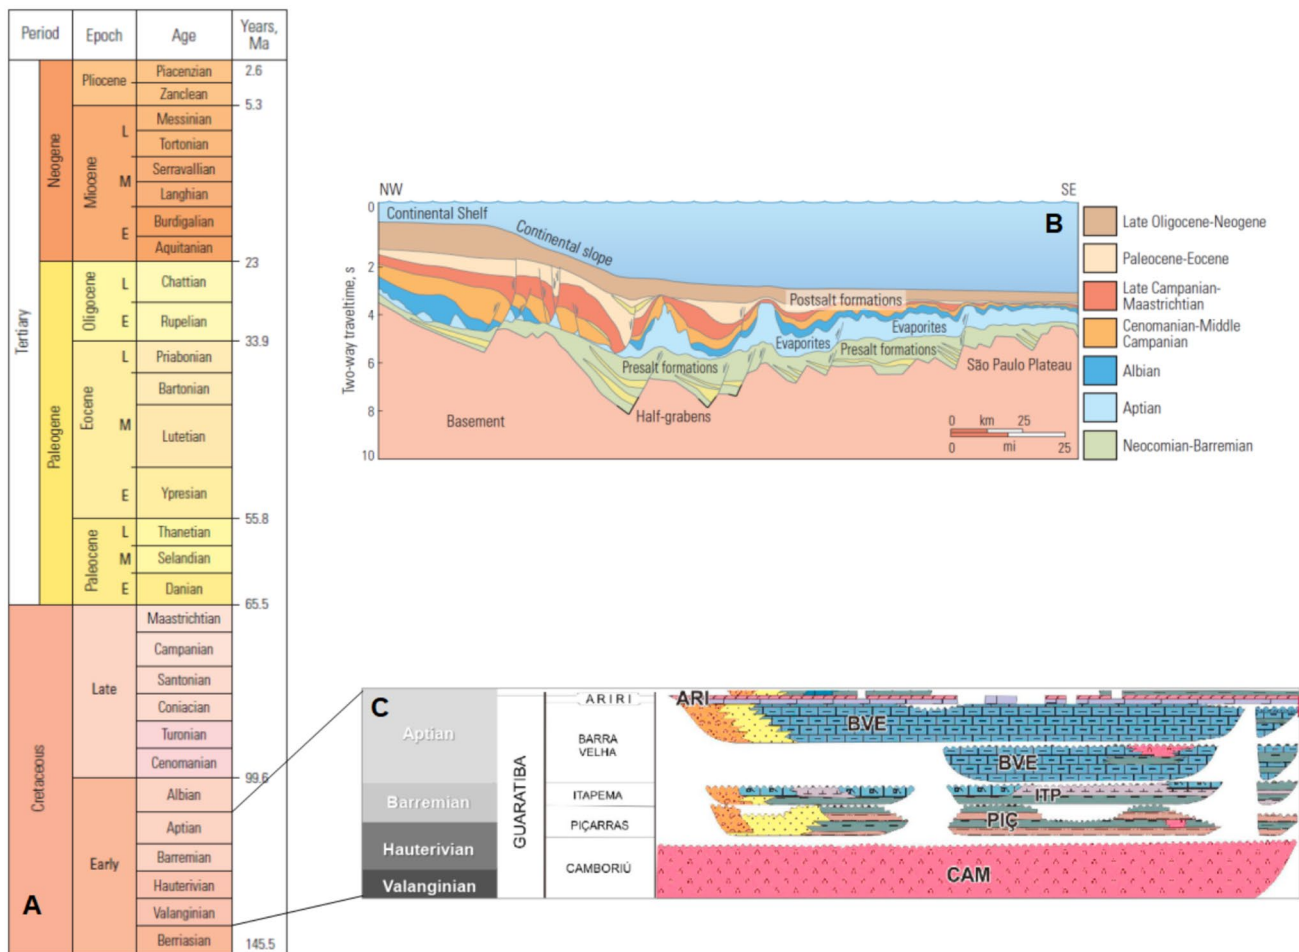 Period
Epoch
Age
Years, Ma
Tertiary
Neogene
Pliocene
Piacenzian
2.6
Zanclean
5.3
Miocene
L
Messinian
Tortonian
M
Serravallian
Langhian
E
Burdigalian
Aquitanian
23
Paleogene
Oligocene
L
Chattian
E
Rupelian
33.9
Eocene
L
Priabonian
Bartonian
M
Lutetian
E
Ypresian
55.8
Paleocene
L
Thanetian
M
Selandian
E
Danian
65.5
Cretaceous
Late
Maastrichtian
Campanian
Santonian
Coniacian
Turonian
Cenomanian
99.6
Early
Albian
Aptian
Barremian
Hauterivian
Valanginian
Berriasian
145.5
A
NW
SE
B
Two-way traveltime, s
0
2
4
6
8
10
Continental Shelf
Continental slope
Postsalt formations
Evaporites
Evaporites
Presalt formations
Presalt formations
São Paulo Plateau
Basement
Half-grabens
0 km 25
0 mi 25
Late Oligocene-Neogene
Paleocene-Eocene
Late Campanian-
Maastrichtian
Cenomanian-Middle
Campanian
Albian
Aptian
Neocomian-Barremian
C
Aptian
Barremian
Hauterivian
Valanginian
GUARATIBA
ARIRI
BARRA
VELHA
ITAPEMA
PIÇARRAS
CAMBORIÚ
ARI
BVE
BVE
ITP
PIÇ
CAM